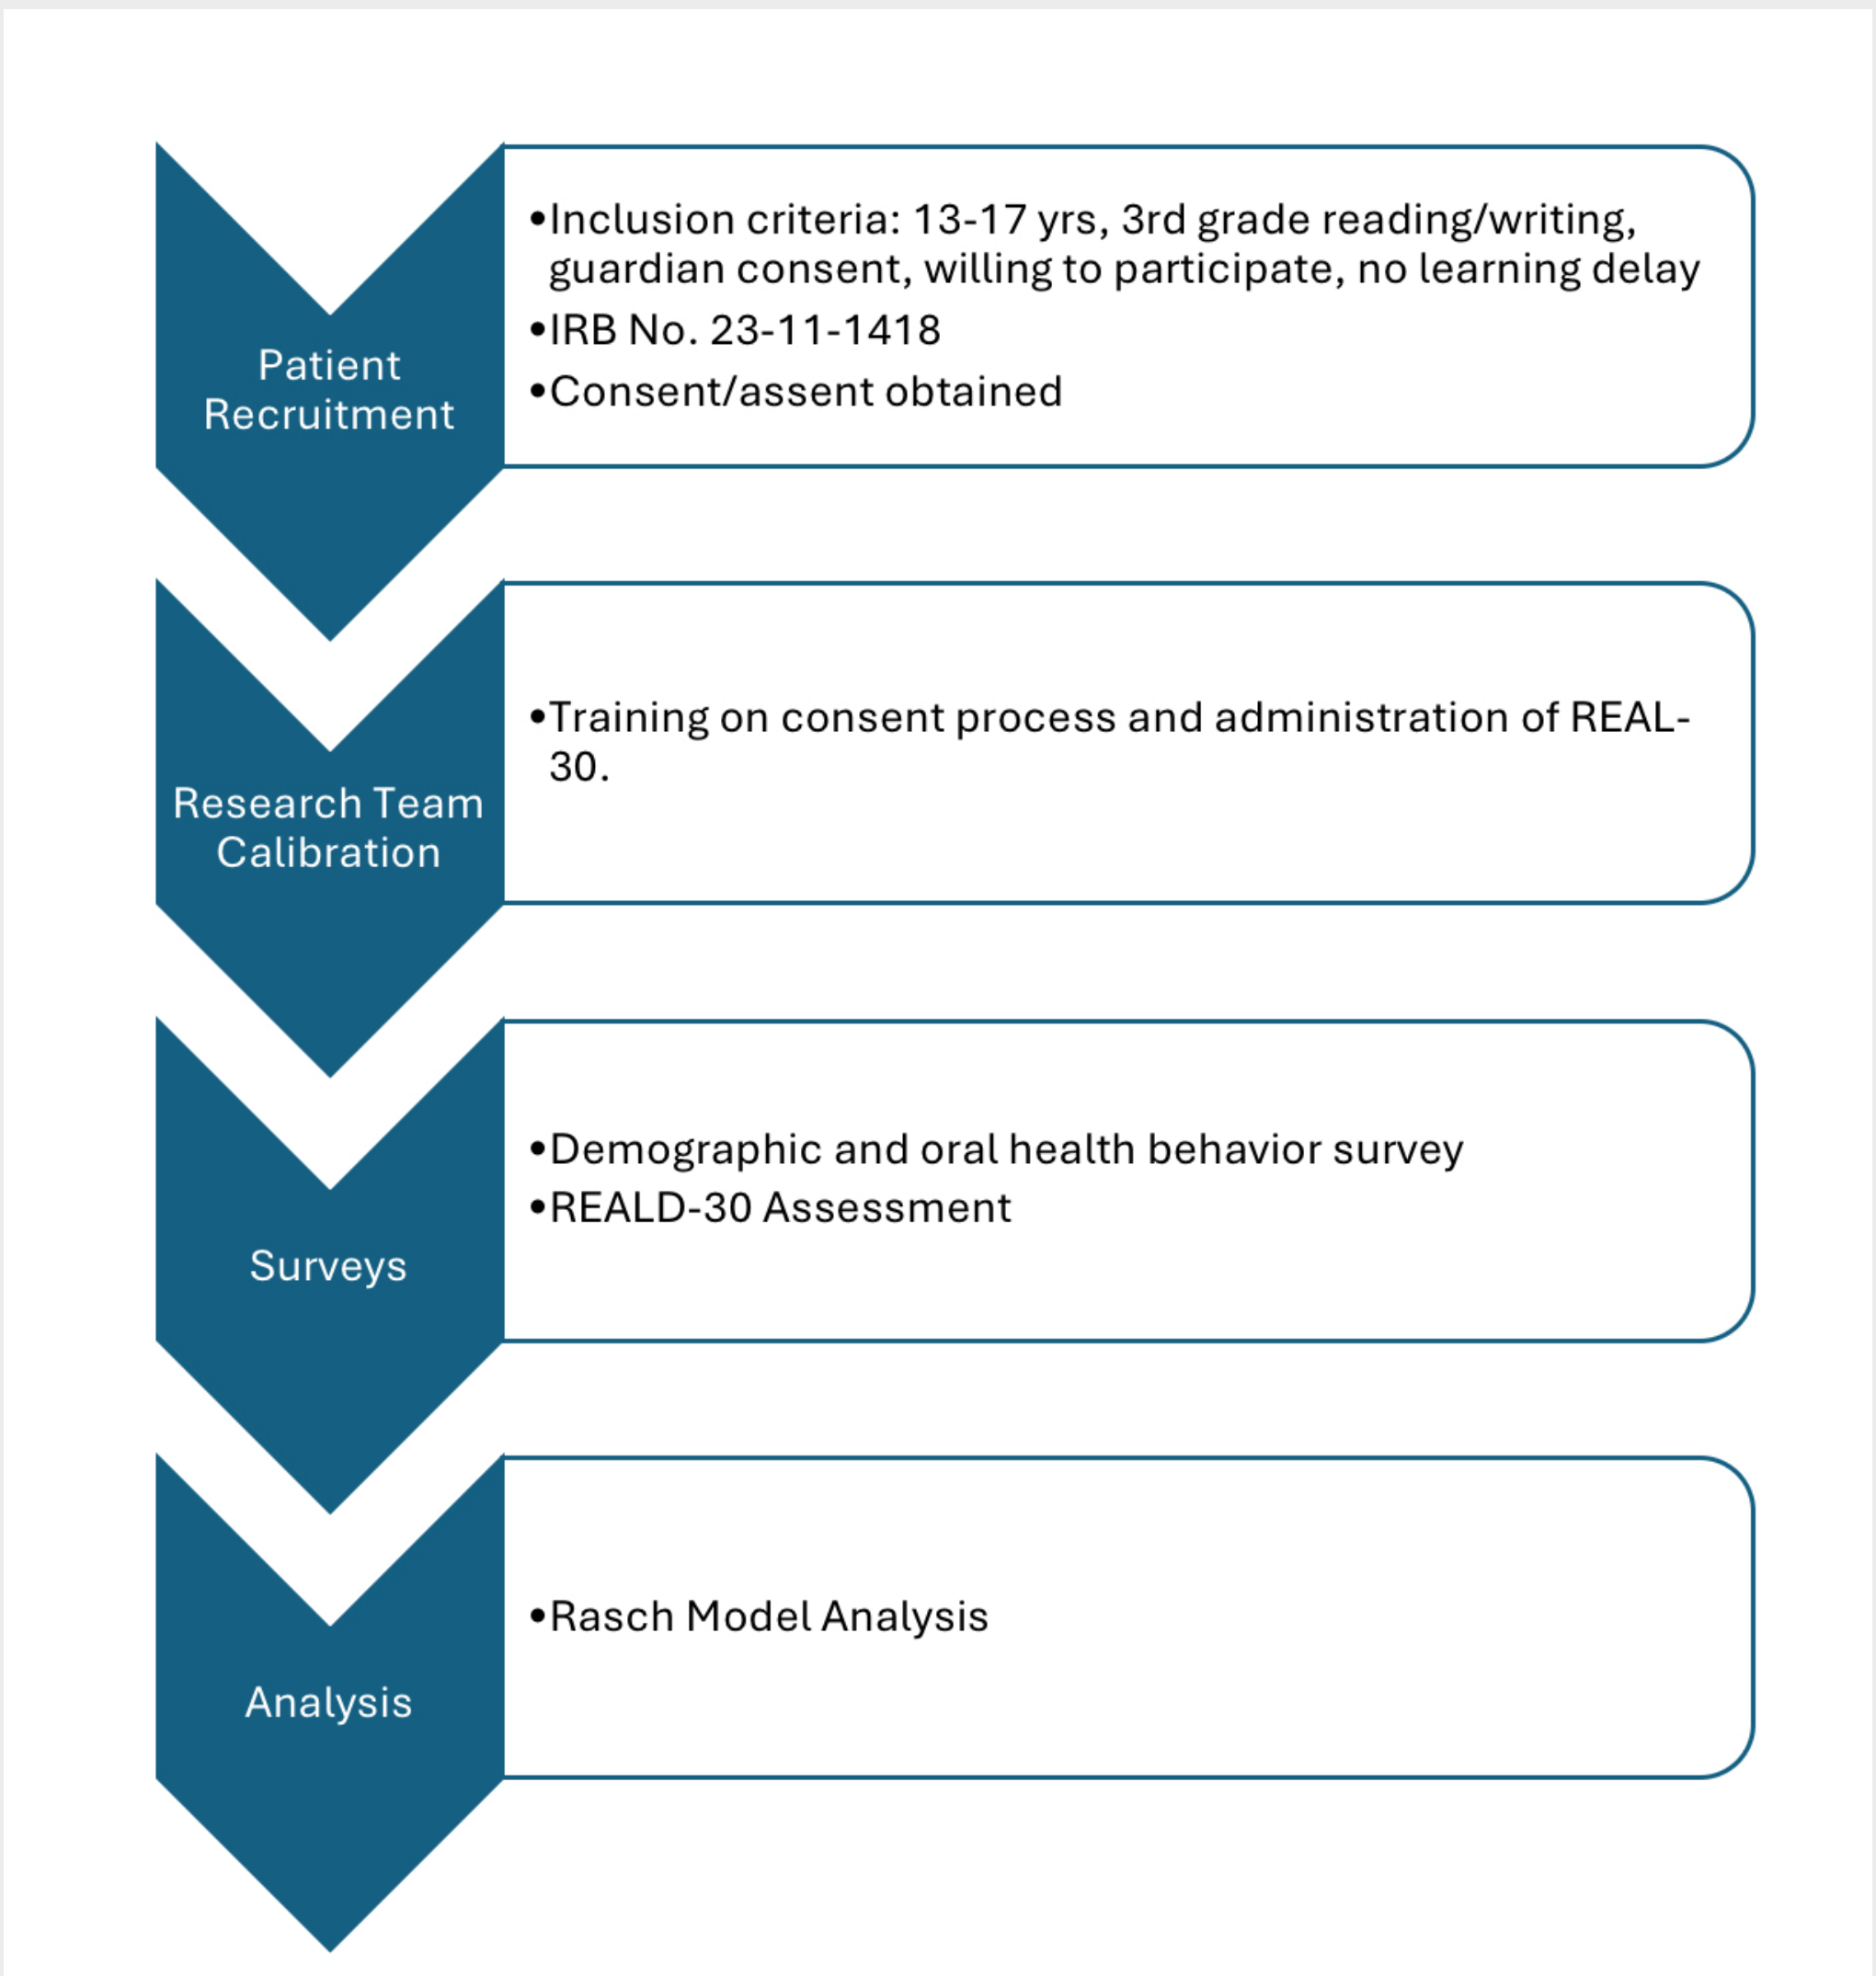 Patient
Recruitment
•Inclusion criteria: 13-17 yrs, 3rd grade reading/writing,
guardian consent, willing to participate, no learning delay
•IRB No. 23-11-1418
•Consent/assent obtained
Research Team
Calibration
•Training on consent process and administration of REAL-
30.
Surveys
•Demographic and oral health behavior survey
•REALD-30 Assessment
Analysis
•Rasch Model Analysis